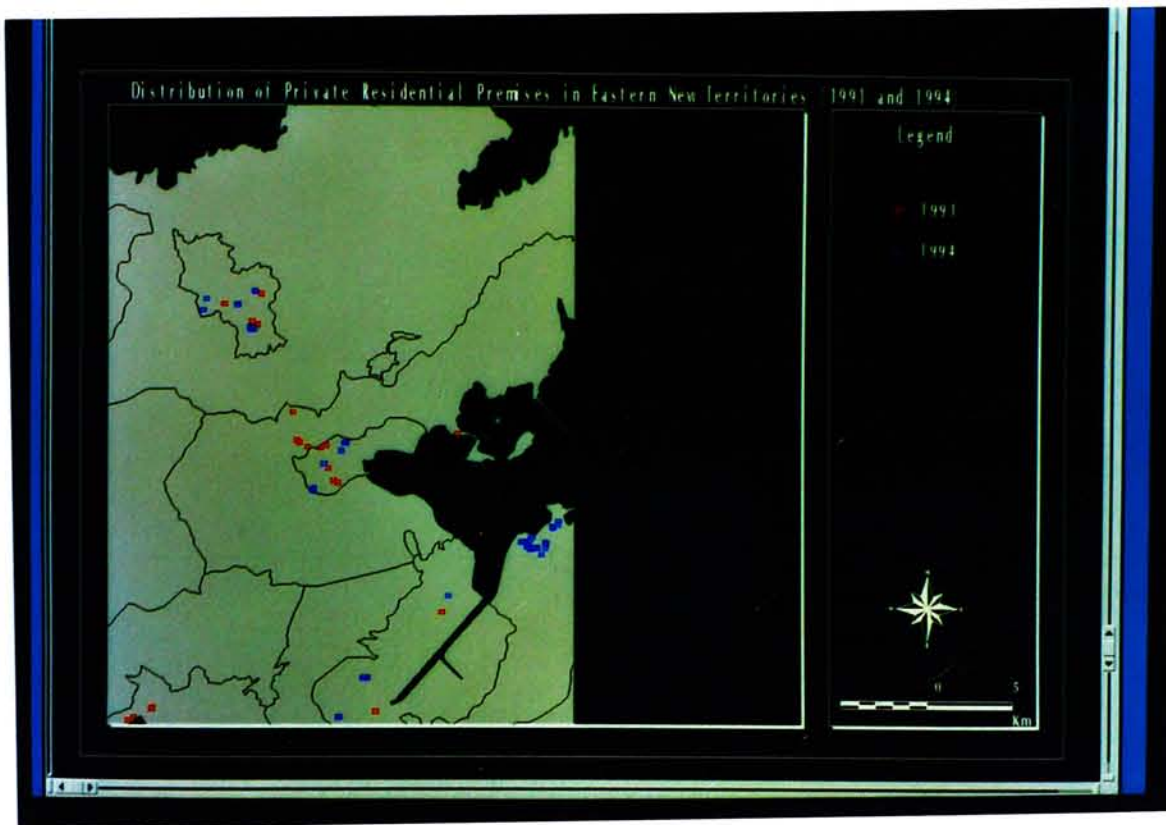 Distribution of Private Residential Premises in Eastern New Territories (1991 and 1994)
Legend
1991
1994
0 5
Km